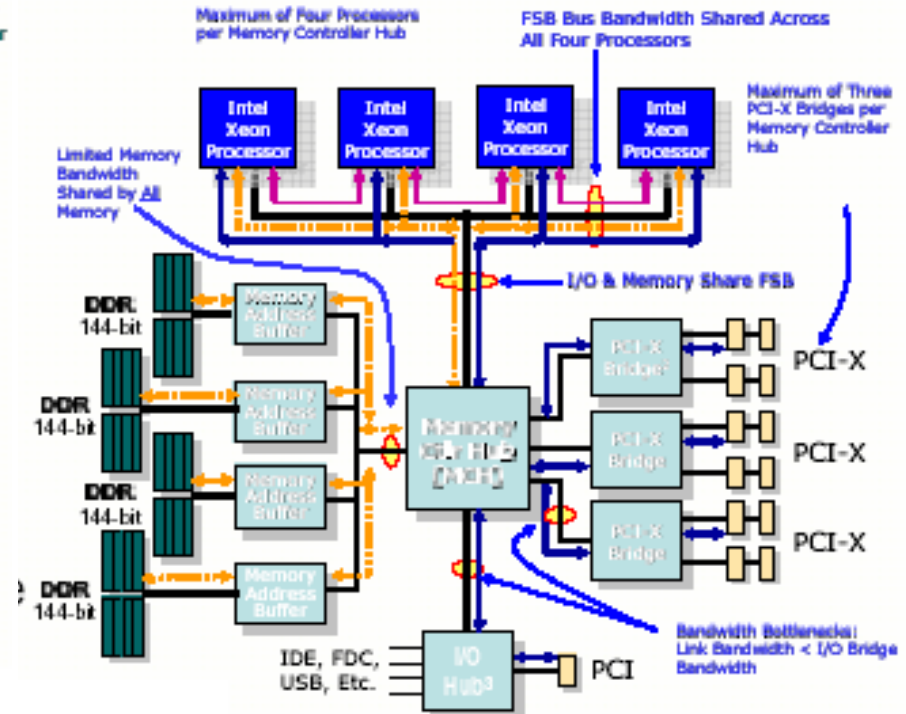 Maximum of Four Processors
per Memory Controller Hub
FSB Bus Bandwidth Shared Across
All Four Processors
Maximum of Three
PCI-X Bridges per
Memory Controller
Hub
Intel
Xeon
Processor
Intel
Xeon
Processor
Intel
Xeon
Processor
Intel
Xeon
Processor
Limited Memory
Bandwidth
Shared by All
Memory
I/O & Memory Share FSB
DDR
144-bit
Memory
Address
Buffer
DDR
144-bit
Memory
Address
Buffer
DDR
144-bit
Memory
Address
Buffer
DDR
144-bit
Memory
Address
Buffer
Memory
Hub
(MCH)
PCI-X
Bridge
PCI-X
PCI-X
Bridge
PCI-X
PCI-X
Bridge
PCI-X
Bandwidth Bottlenecks:
Link Bandwidth < I/O Bridge
Bandwidth
IDE, FDC,
USB, Etc.
I/O
Hub³
PCI